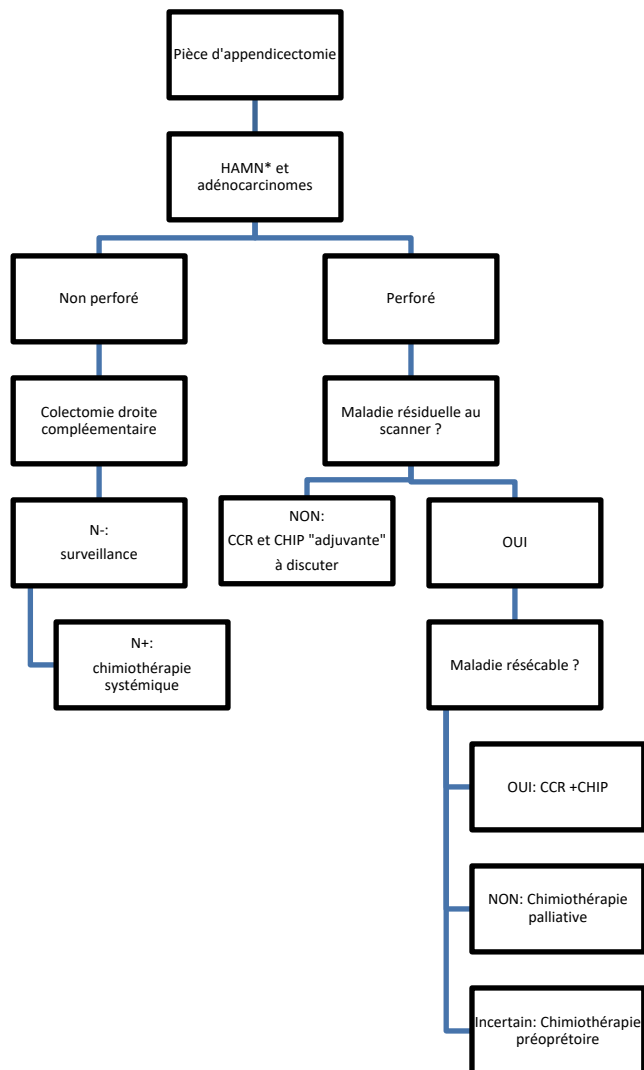 Pièce d'appendicectomie
HAMN* et
adénocarcinomes
Non perforé
Perforé
Colectomie droite
compléementaire
Maladie résiduelle au
scanner ?
N-:
surveillance
NON:
CCR et CHIP "adjuvante"
à discuter
OUI
N+:
chimiothérapie
systémique
Maladie résécable ?
OUI: CCR +CHIP
NON: Chimiothérapie
palliative
Incertain: Chimiothérapie
préoprétoire